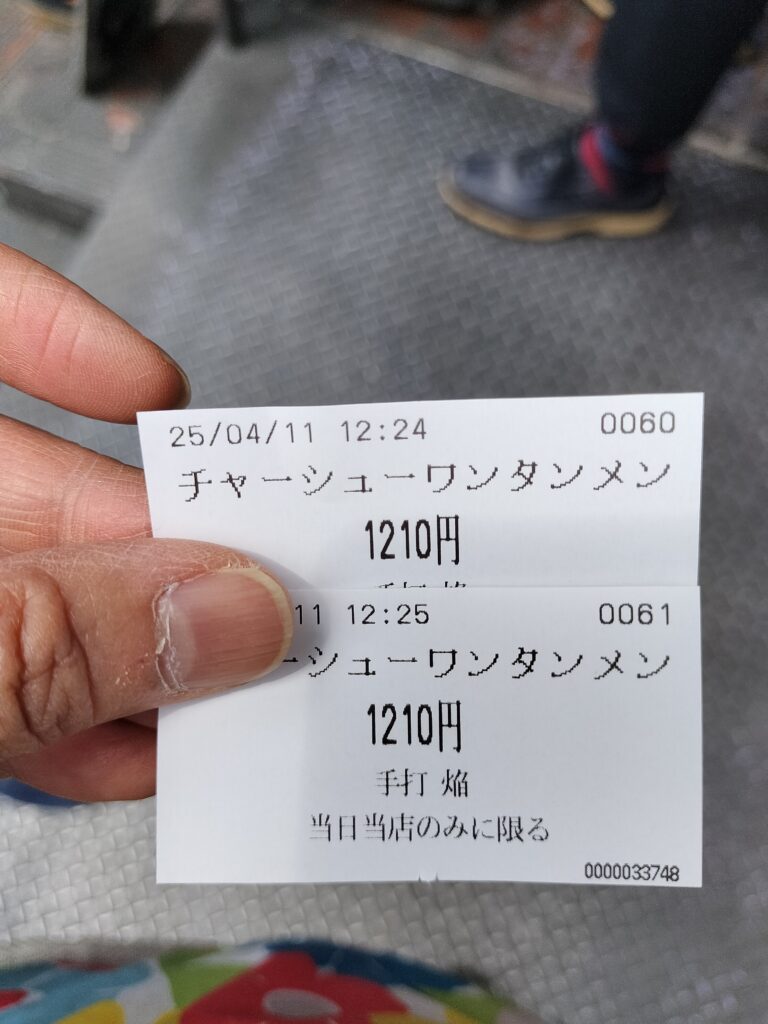 25/04/11 12:24 0060
チャーシューワンタンメン
1210円
11 12:25 0061
ーシューワンタンメン
1210円
手打 焔
当日当店のみに限る
0000033748